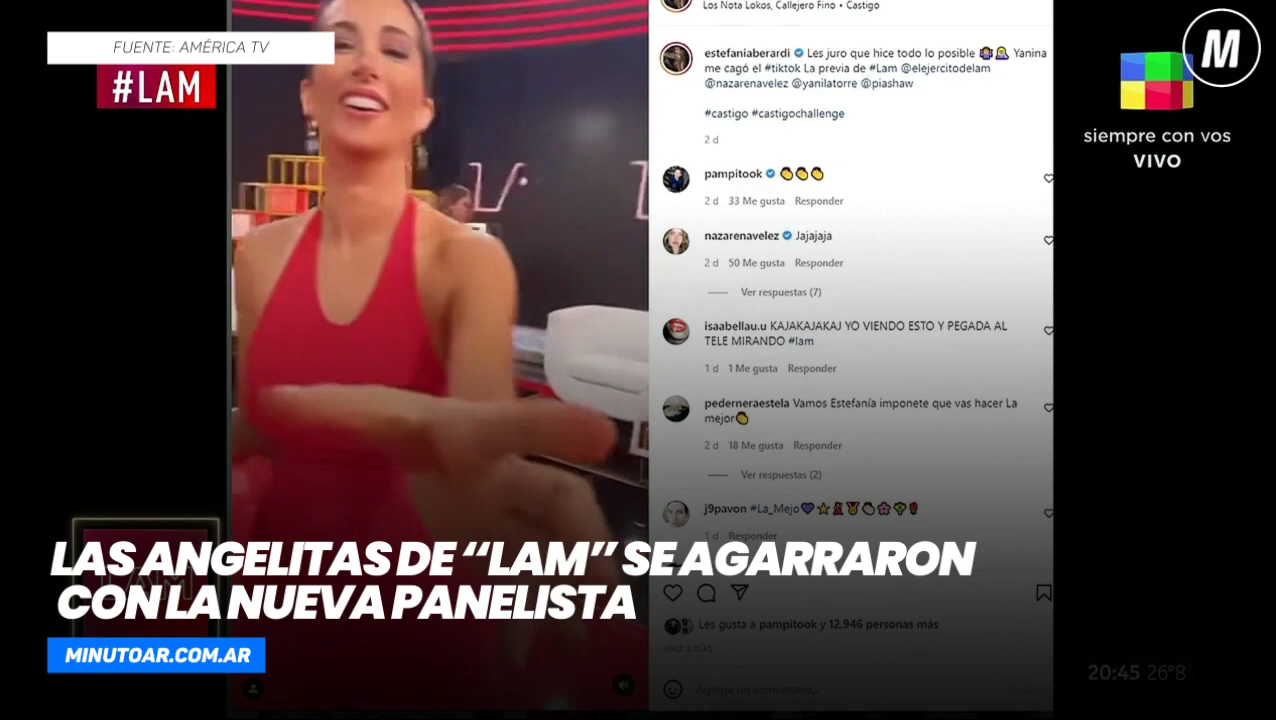 FUENTE: AMÉRICA TV
#LAM
M
siempre con vos
VIVO
Los Nota Lokos, Callejero Fino • Castigo
estefaniaberardi Les juro que hice todo lo posible 🤷🏽‍♀️🤦🏼‍♀️ Yanina
me cagó el #tiktok La previa de #Lam @elejercitodelam
@nazarenavelez @yanilatorre @piashaw
#castigo #castigochallenge
2 d
pampitook 👏👏👏
2 d 33 Me gusta Responder
nazarenavelez Jajajaja
2 d 50 Me gusta Responder
Ver respuestas (7)
isaabellau.u KAJAKAJAKAJ YO VIENDO ESTO Y PEGADA AL
TELE MIRANDO #lam
1 d 1 Me gusta Responder
pederneraestela Vamos Estefanía imponete que vas hacer La
mejor👏
2 d 18 Me gusta Responder
Ver respuestas (2)
j9pavon #La_Mejo
1 d Responder
LAS ANGELITAS DE “LAM” SE AGARRARON
CON LA NUEVA PANELISTA
MINUTOAR.COM.AR
Les gusta a pampitook y 12,946 personas más
HACE 2 DÍAS
Agrega un comentario...
20:45 26°8